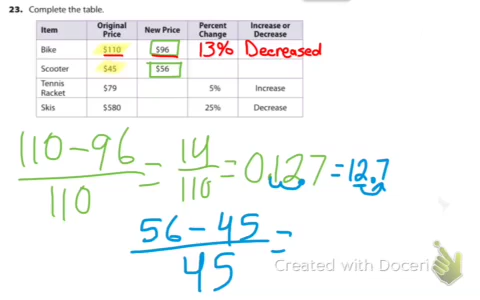 23. Complete the table.
Item Original Price New Price Percent Change Increase or Decrease
Bike $110 $96 13% Decreased
Scooter $45 $56
Tennis Racket $79 5% Increase
Skis $580 25% Decrease
110-96/110 = 14/110 = 0.127 = 12.7
56-45/45 =
Created with Doceri